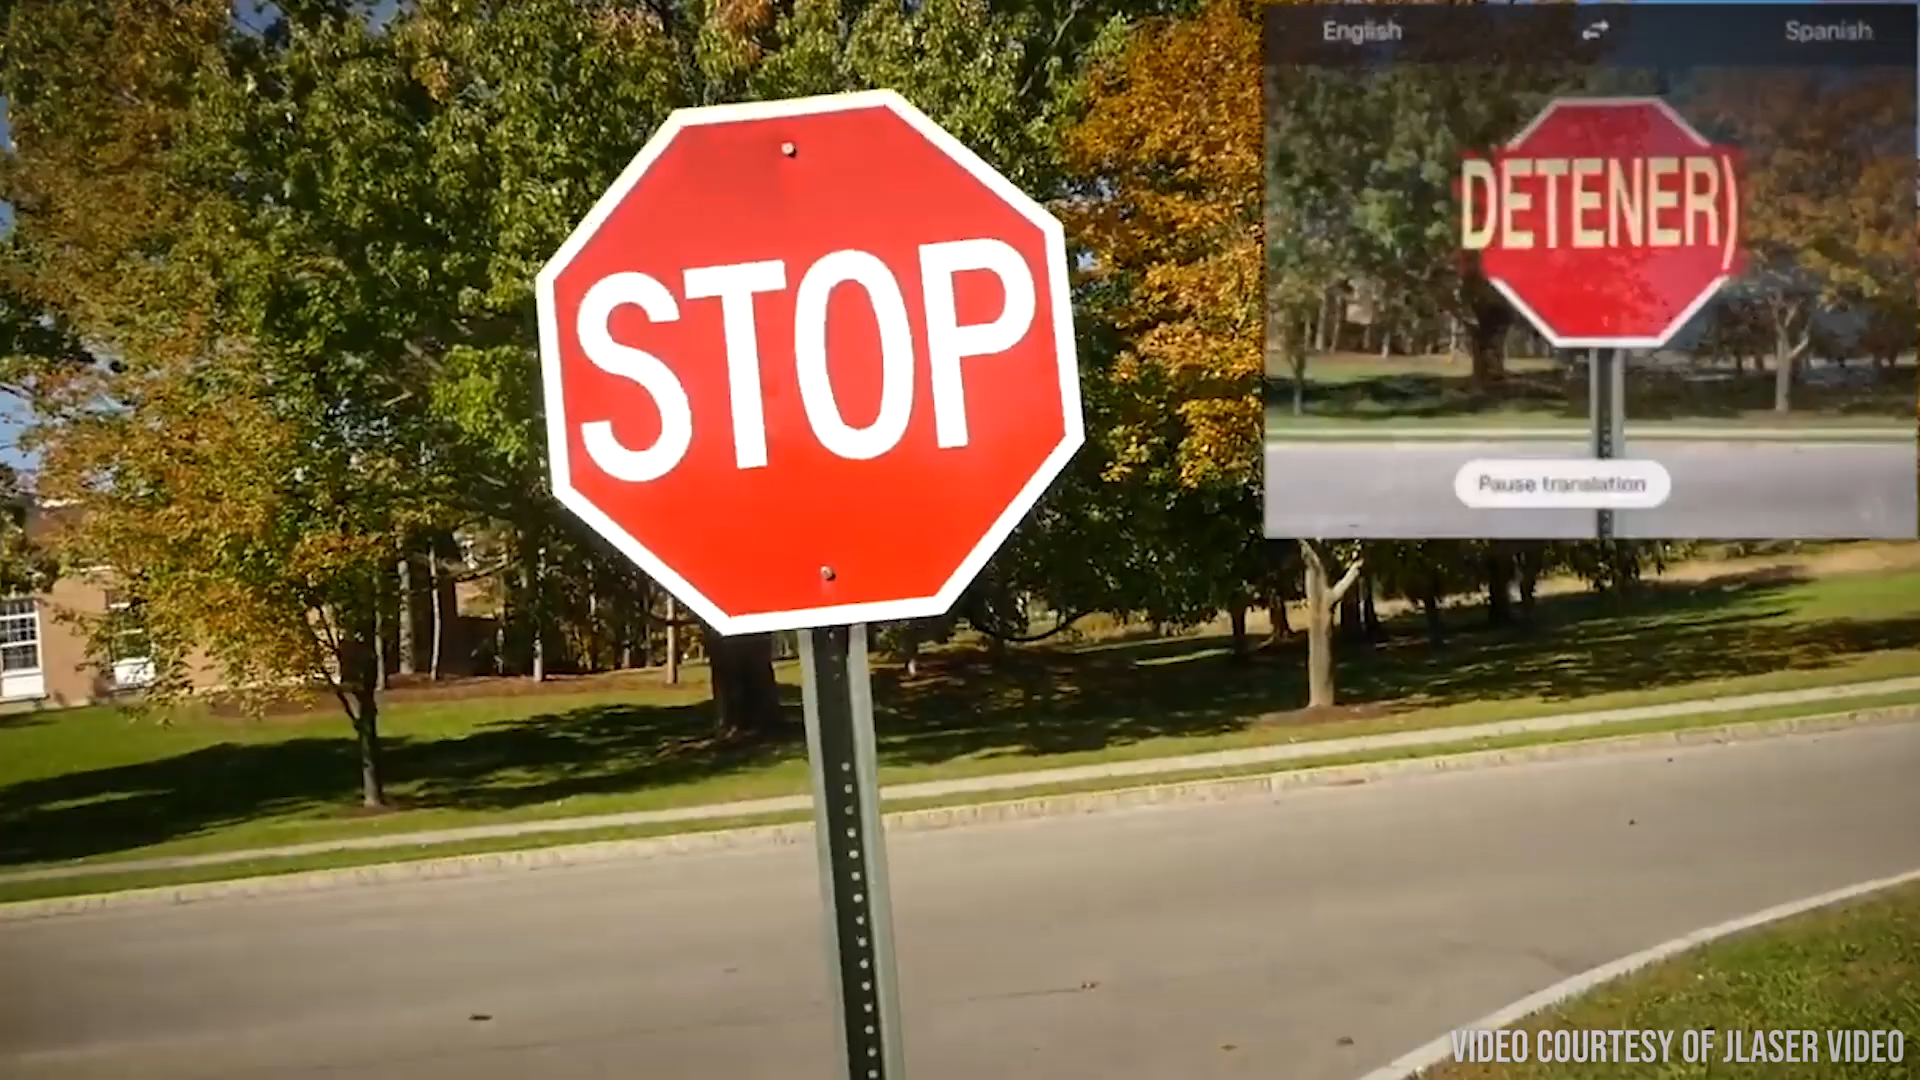 STOP
English Spanish
DETENER)
Pause translation
VIDEO COURTESY OF JLASER VIDEO